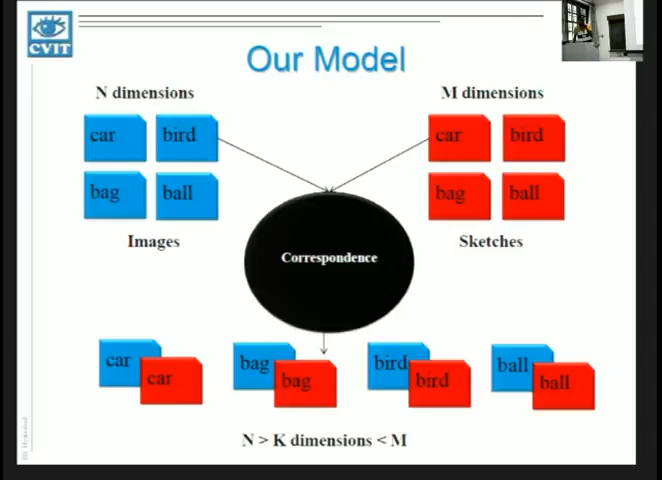 CVIT
Our Model
N dimensions
M dimensions
car
bird
bag
ball
Images
car
bird
bag
ball
Sketches
Correspondence
car
car
bag
bag
bird
bird
ball
ball
N > K dimensions < M